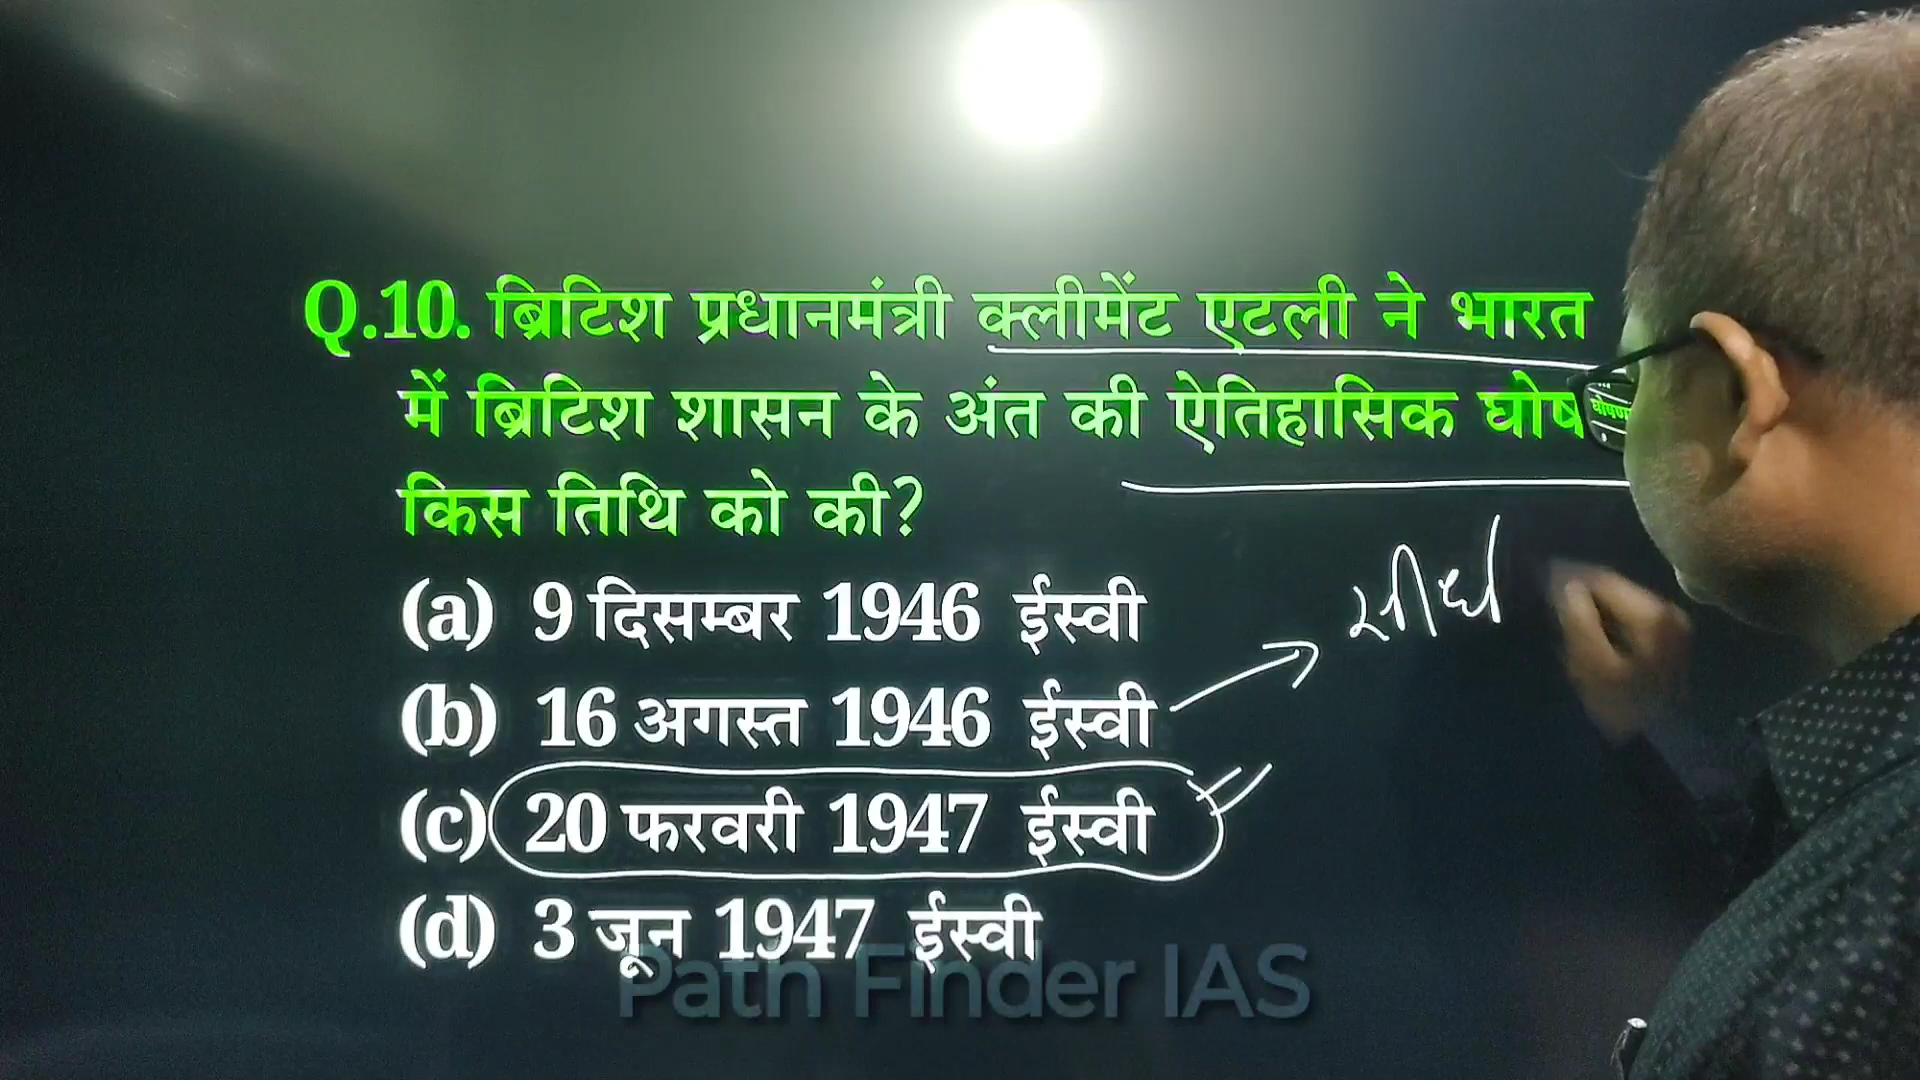 Q.10. ब्रिटिश प्रधानमंत्री क्लीमेंट एटली ने भारत
में ब्रिटिश शासन के अंत की ऐतिहासिक घोष
किस तिथि को की?
(a) 9 दिसम्बर 1946 ईस्वी
सीधी
(b) 16 अगस्त 1946 ईस्वी
(c) 20 फरवरी 1947 ईस्वी
(d) 3 जून 1947 ईस्वी
Path Finder IAS